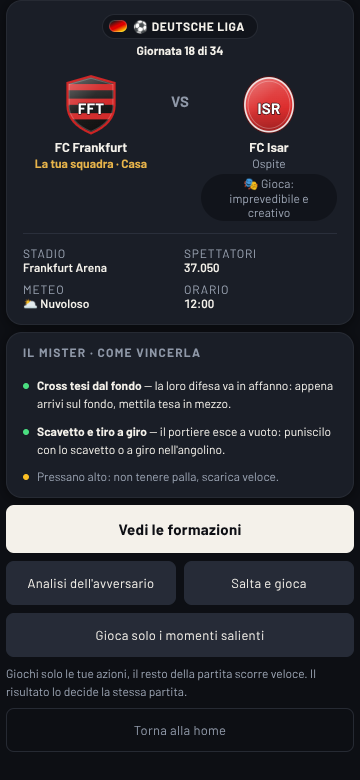 DEUTSCHE LIGA
Giornata 18 di 34
FFT
VS
ISR
FC Frankfurt
La tua squadra · Casa
FC Isar
Ospite
Gioca:
imprevedibile e
creativo
STADIO
Frankfurt Arena
SPETTATORI
37.050
METEO
Nuvoloso
ORARIO
12:00
IL MISTER · COME VINCERLA
Cross tesi dal fondo — la loro difesa va in affanno: appena
arrivi sul fondo, mettila tesa in mezzo.
Scavetto e tiro a giro — il portiere esce a vuoto: puniscilo
con lo scavetto o a giro nell'angolino.
Pressano alto: non tenere palla, scarica veloce.
Vedi le formazioni
Analisi dell'avversario
Salta e gioca
Gioca solo i momenti salienti
Giochi solo le tue azioni, il resto della partita scorre veloce. Il
risultato lo decide la stessa partita.
Torna alla home